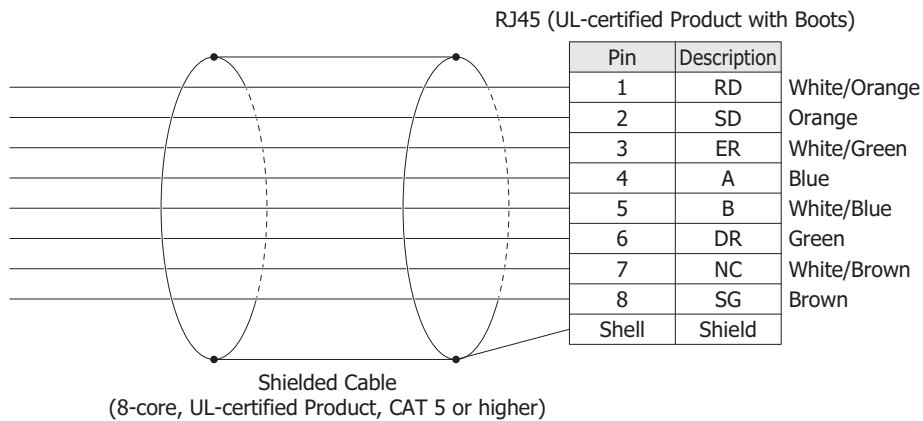 RJ45 (UL-certified Product with Boots)
Pin Description
1 RD White/Orange
2 SD Orange
3 ER White/Green
4 A Blue
5 B White/Blue
6 DR Green
7 NC White/Brown
8 SG Brown
Shell Shield
Shielded Cable
(8-core, UL-certified Product, CAT 5 or higher)